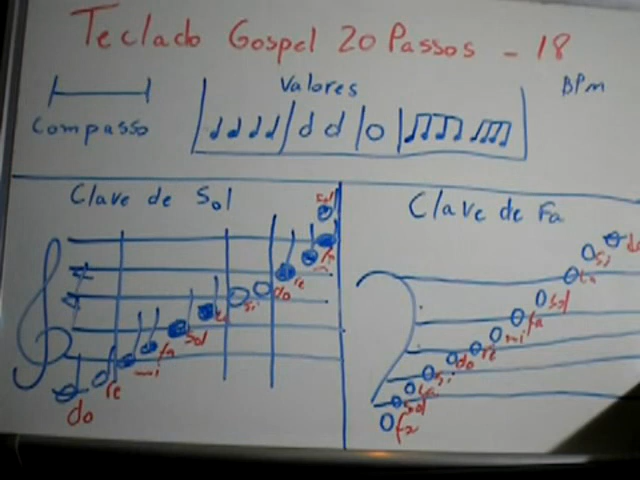 Teclado Gospel 20 Passos - 18
Valores
BPM
Compasso
Clave de Sol
do re mi fa sol la si do re mi fa sol
Clave de Fa
fa sol la si do re mi fa sol la si do